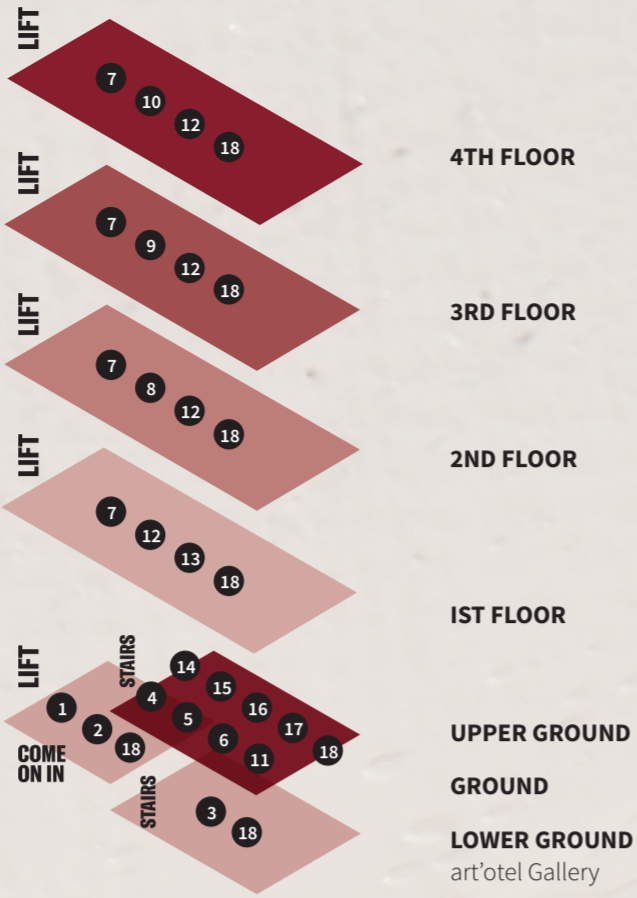 LIFT
7
10
12
18
4TH FLOOR
LIFT
7
9
12
18
3RD FLOOR
LIFT
7
8
12
18
2ND FLOOR
LIFT
7
12
13
18
IST FLOOR
LIFT
STAIRS
1
2
18
COME
ON IN
14
15
16
17
18
4
5
6
11
UPPER GROUND
GROUND
STAIRS
3
18
LOWER GROUND
art'otel Gallery